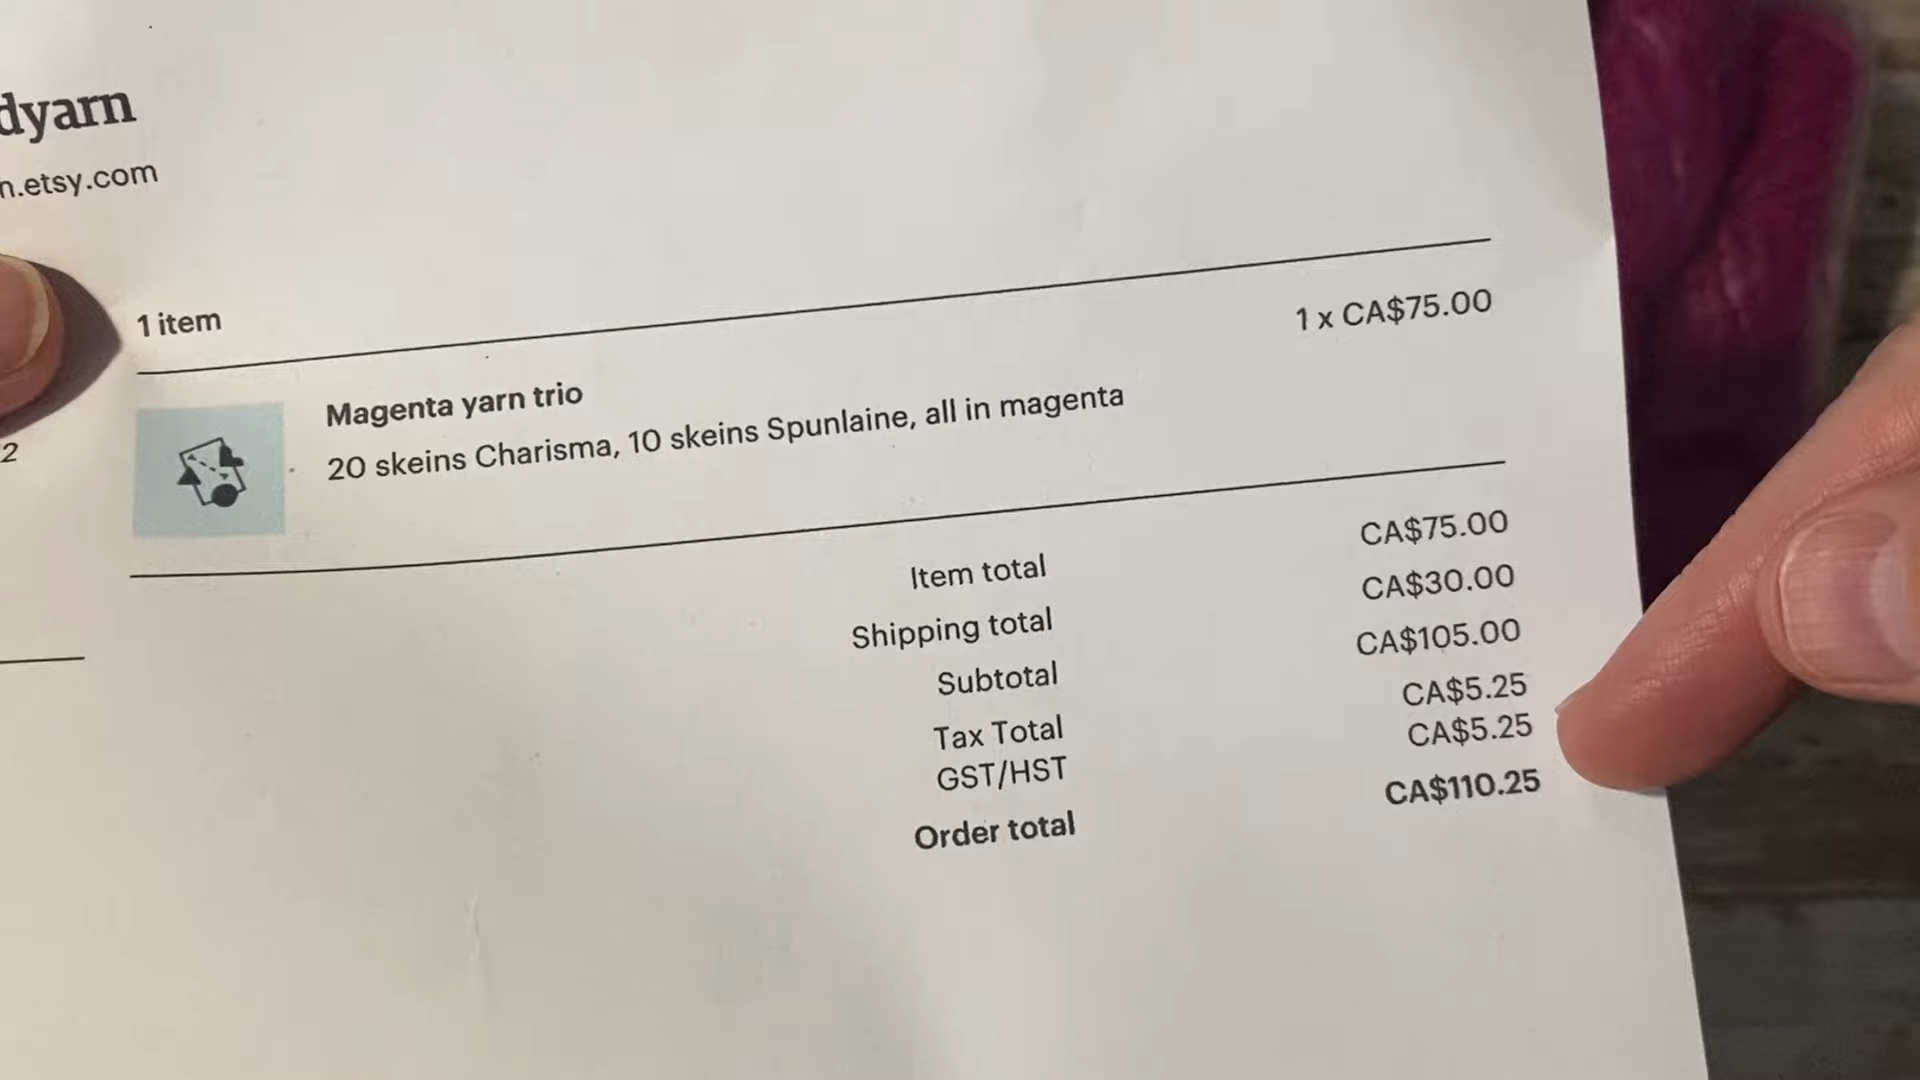 dyarn
n.etsy.com
1 item
1 x CA$75.00
Magenta yarn trio
20 skeins Charisma, 10 skeins Spunlaine, all in magenta
2
Item total CA$75.00
Shipping total CA$30.00
Subtotal CA$105.00
Tax Total CA$5.25
GST/HST CA$5.25
Order total CA$110.25